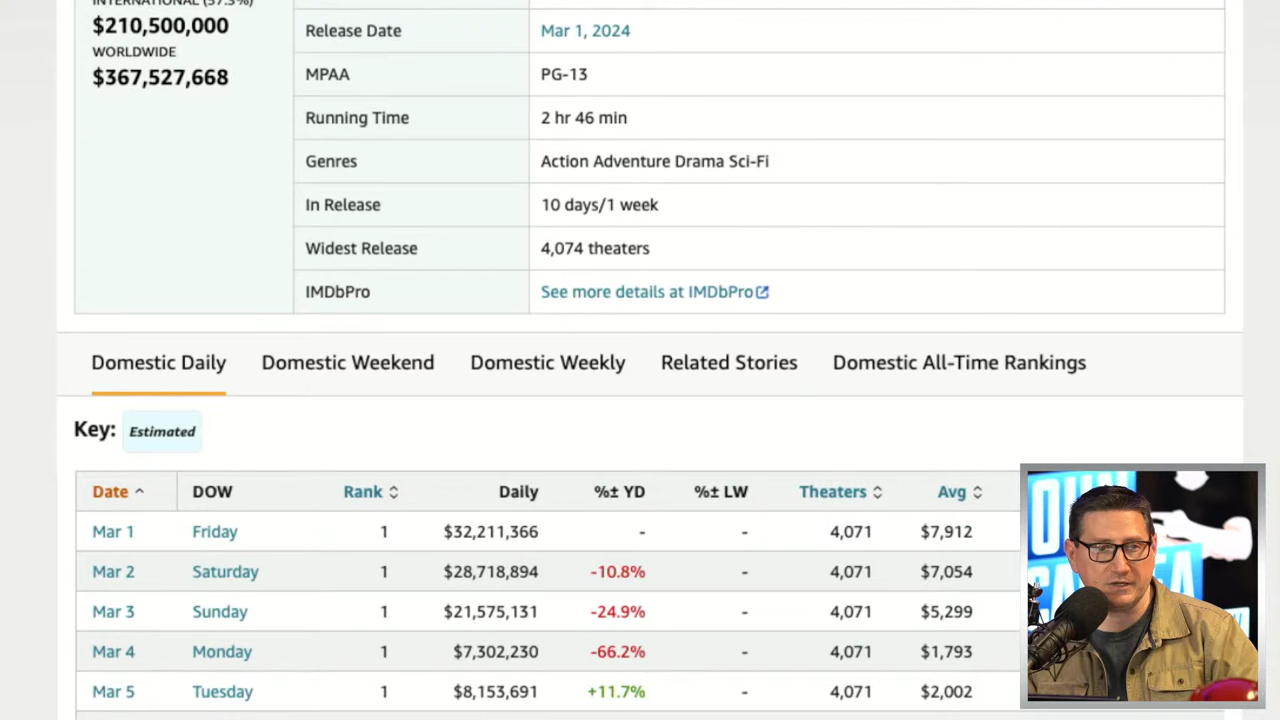 INTERNATIONAL (57.3%)
$210,500,000
WORLDWIDE
$367,527,668
Release Date Mar 1, 2024
MPAA PG-13
Running Time 2 hr 46 min
Genres Action Adventure Drama Sci-Fi
In Release 10 days/1 week
Widest Release 4,074 theaters
IMDbPro See more details at IMDbPro
Domestic Daily Domestic Weekend Domestic Weekly Related Stories Domestic All-Time Rankings
Key: Estimated
Date DOW Rank Daily %± YD %± LW Theaters Avg
Mar 1 Friday 1 $32,211,366 - - 4,071 $7,912
Mar 2 Saturday 1 $28,718,894 -10.8% - 4,071 $7,054
Mar 3 Sunday 1 $21,575,131 -24.9% - 4,071 $5,299
Mar 4 Monday 1 $7,302,230 -66.2% - 4,071 $1,793
Mar 5 Tuesday 1 $8,153,691 +11.7% - 4,071 $2,002